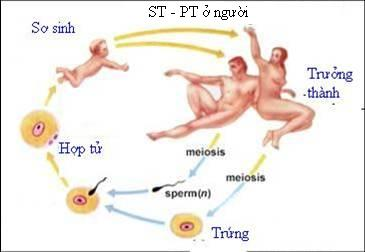 ST - PT ở người
Sơ sinh
Trưởng
thành
Hợp tử
meiosis
sperm(n)
meiosis
Trứng